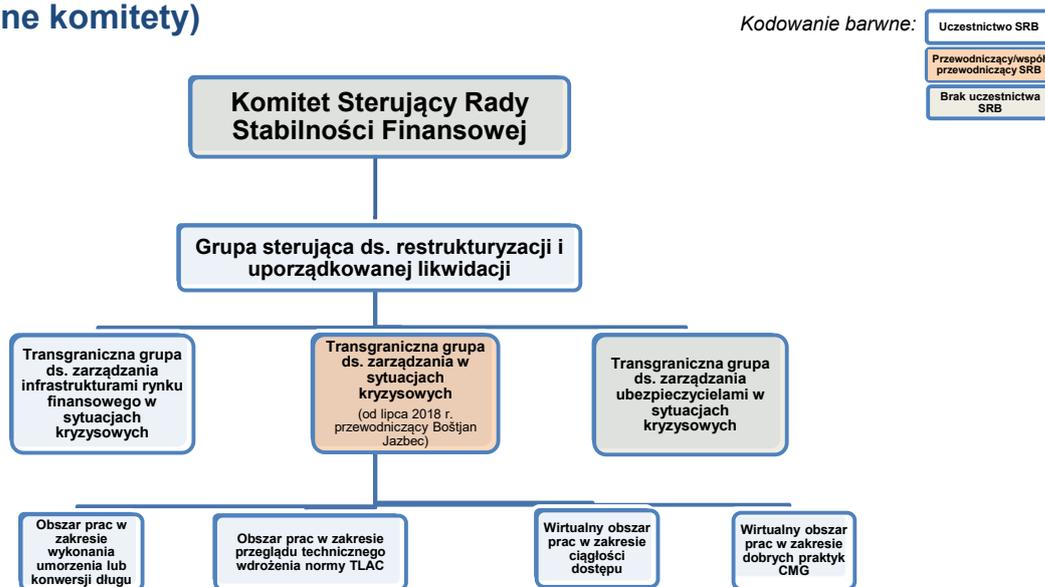 ne komitety)
Kodowanie barwne:
Uczestnictwo SRB
Przewodniczący/współ
przewodniczący SRB
Brak uczestnictwa
SRB
Komitet Sterujący Rady
Stabilności Finansowej
Grupa sterująca ds. restrukturyzacji i
uporządkowanej likwidacji
Transgraniczna grupa
ds. zarządzania
infrastrukturami rynku
finansowego w
sytuacjach
kryzysowych
Transgraniczna grupa
ds. zarządzania w
sytuacjach
kryzysowych
(od lipca 2018 r.
przewodniczący Boštjan
Jazbec)
Transgraniczna grupa
ds. zarządzania
ubezpieczycielami w
sytuacjach
kryzysowych
Obszar prac w
zakresie
wykonania
umorzenia lub
konwersji długu
Obszar prac w zakresie
przeglądu technicznego
wdrożenia normy TLAC
Wirtualny obszar
prac w zakresie
ciągłości
dostępu
Wirtualny obszar
prac w zakresie
dobrych praktyk
CMG